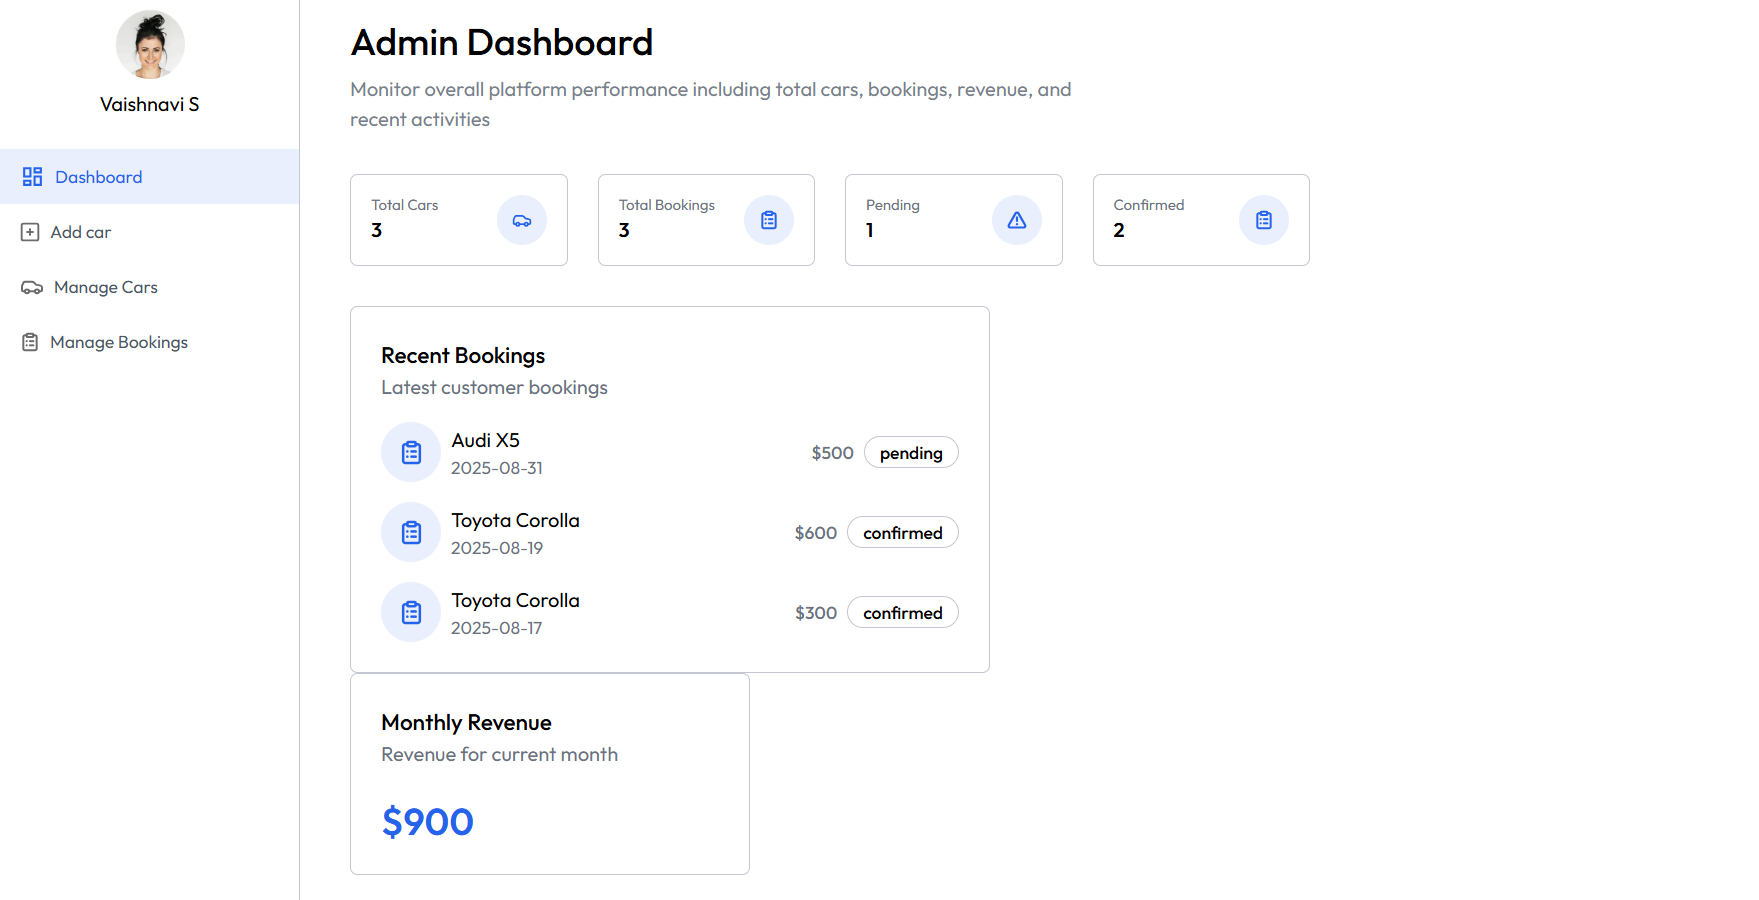 Vaishnavi S
Dashboard
Add car
Manage Cars
Manage Bookings
Admin Dashboard
Monitor overall platform performance including total cars, bookings, revenue, and
recent activities
Total Cars
3
Total Bookings
3
Pending
1
Confirmed
2
Recent Bookings
Latest customer bookings
Audi X5
2025-08-31
$500 pending
Toyota Corolla
2025-08-19
$600 confirmed
Toyota Corolla
2025-08-17
$300 confirmed
Monthly Revenue
Revenue for current month
$900